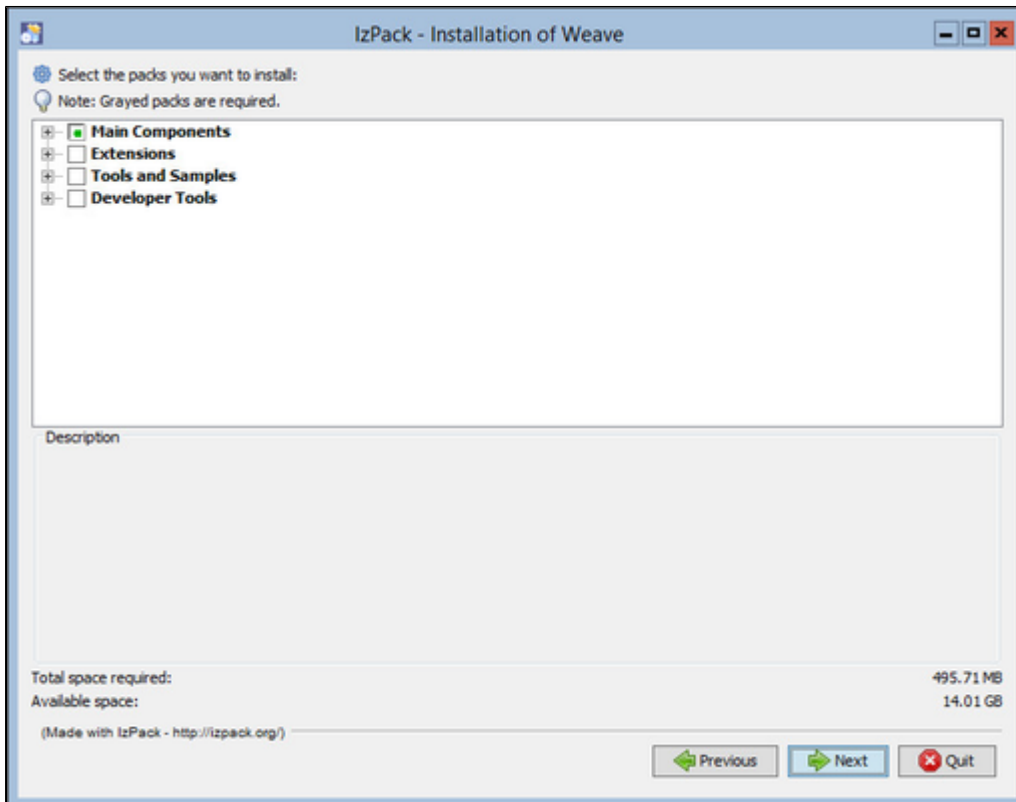 IzPack - Installation of Weave
Select the packs you want to install:
Note: Grayed packs are required.
Main Components
Extensions
Tools and Samples
Developer Tools
Description
Total space required: 495.71 MB
Available space: 14.01 GB
(Made with IzPack - http://izpack.org/)
Previous Next Quit